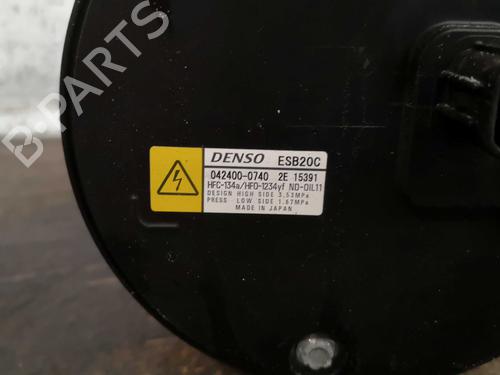 B-PARTS
DENSO ESB20C
042400-0740 2E 15391
HFC-134a/HFO-1234yf ND-OIL11
DESIGN HIGH SIDE 3.53MPa
PRESS LOW SIDE 1.67MPa
MADE IN JAPAN